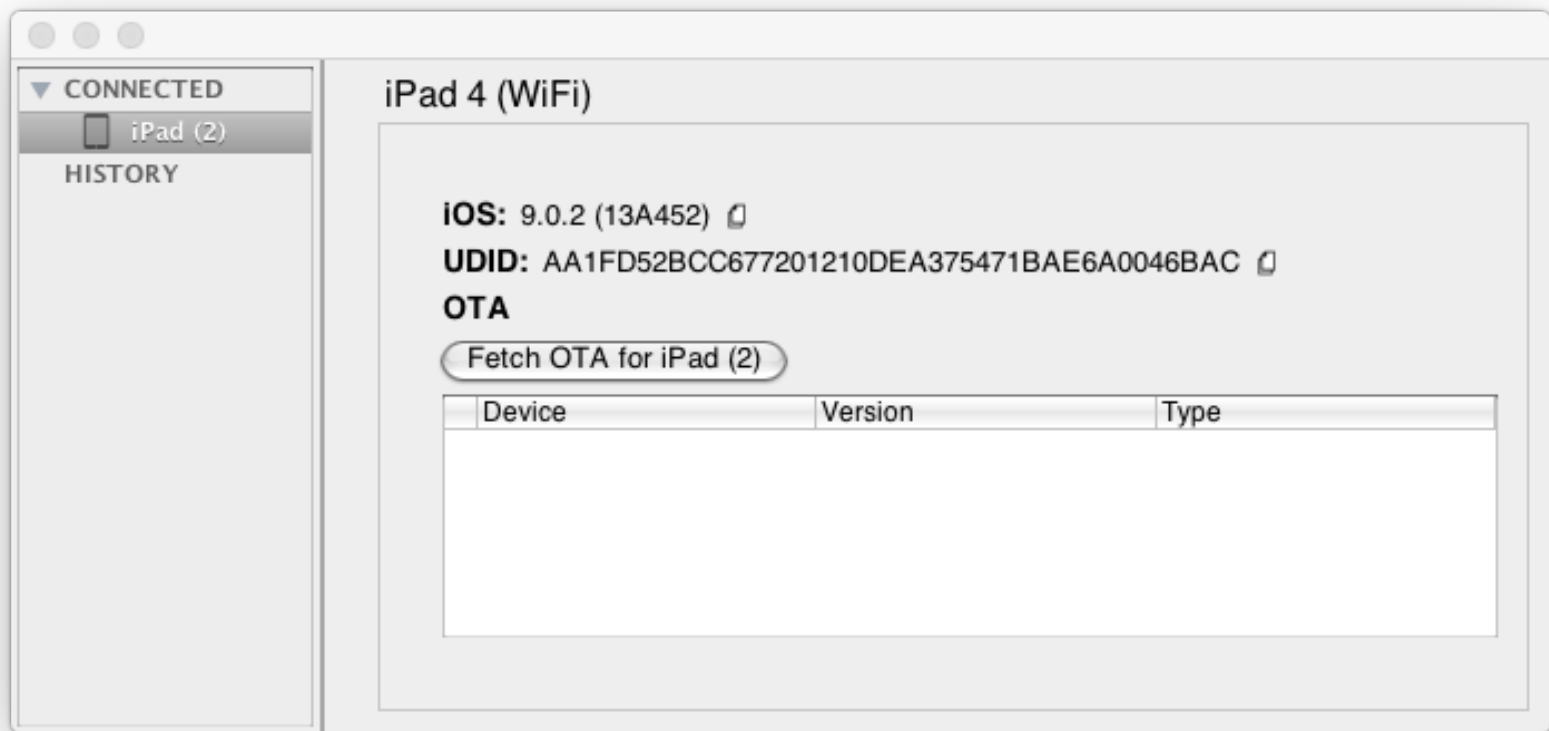 CONNECTED
iPad (2)
HISTORY
iPad 4 (WiFi)
iOS: 9.0.2 (13A452)
UDID: AA1FD52BCC677201210DEA375471BAE6A0046BAC
OTA
Fetch OTA for iPad (2)
Device Version Type